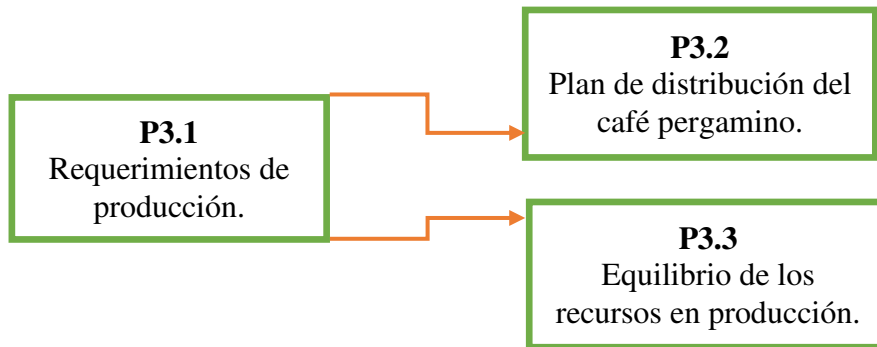 P3.1
Requerimientos de
producción.
P3.2
Plan de distribución del
café pergamino.
P3.3
Equilibrio de los
recursos en producción.